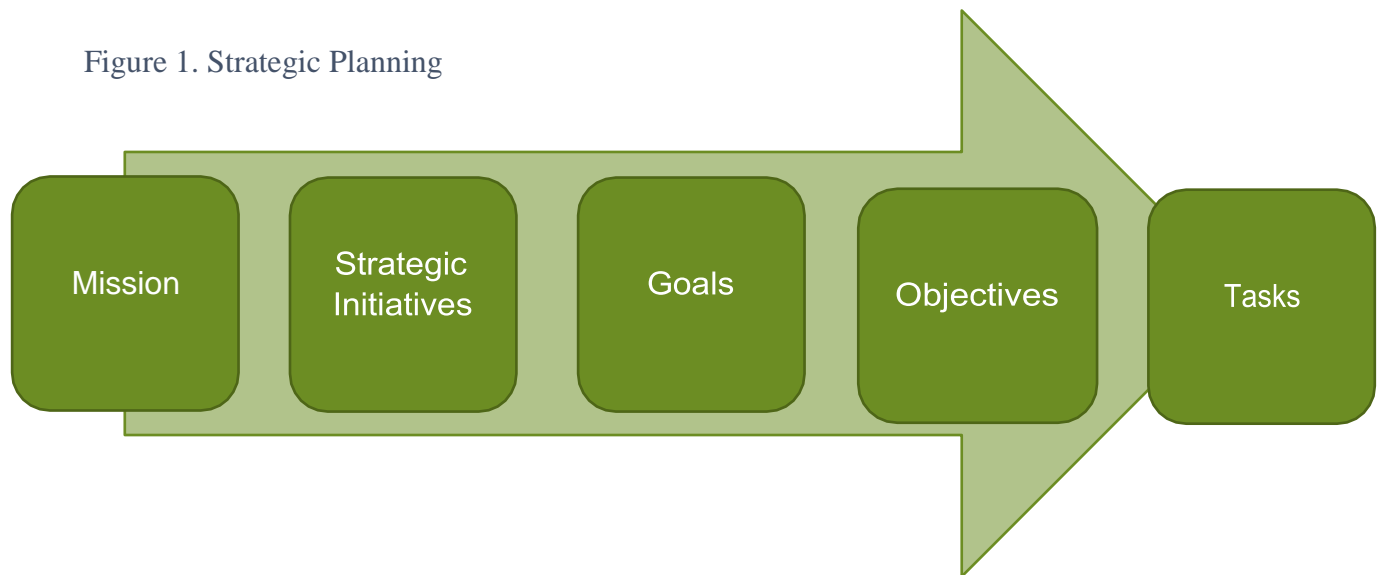 Figure 1. Strategic Planning
Mission
Strategic
Initiatives
Goals
Objectives
Tasks